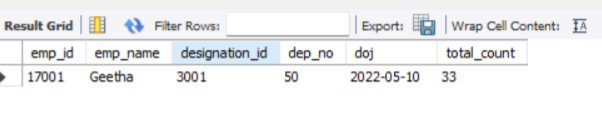 Result Grid Filter Rows: Export: Wrap Cell Content: IA
emp_id emp_name designation_id dep_no doj total_count
17001 Geetha 3001 50 2022-05-10 33